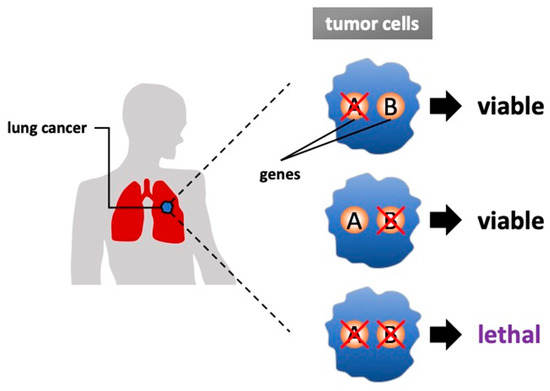 tumor cells
A B
viable
lung cancer
genes
A B
viable
A B
lethal